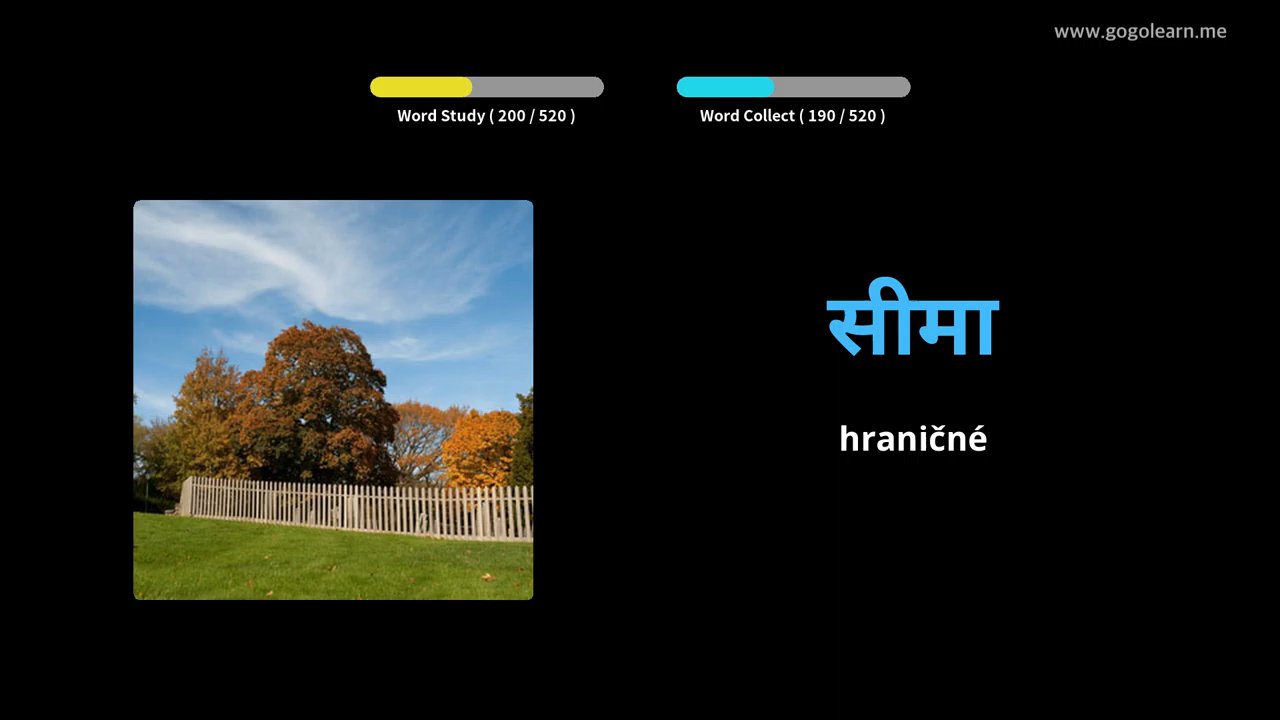 www.gogolearn.me
Word Study ( 200 / 520 )
Word Collect ( 190 / 520 )
सीमा
hraničné